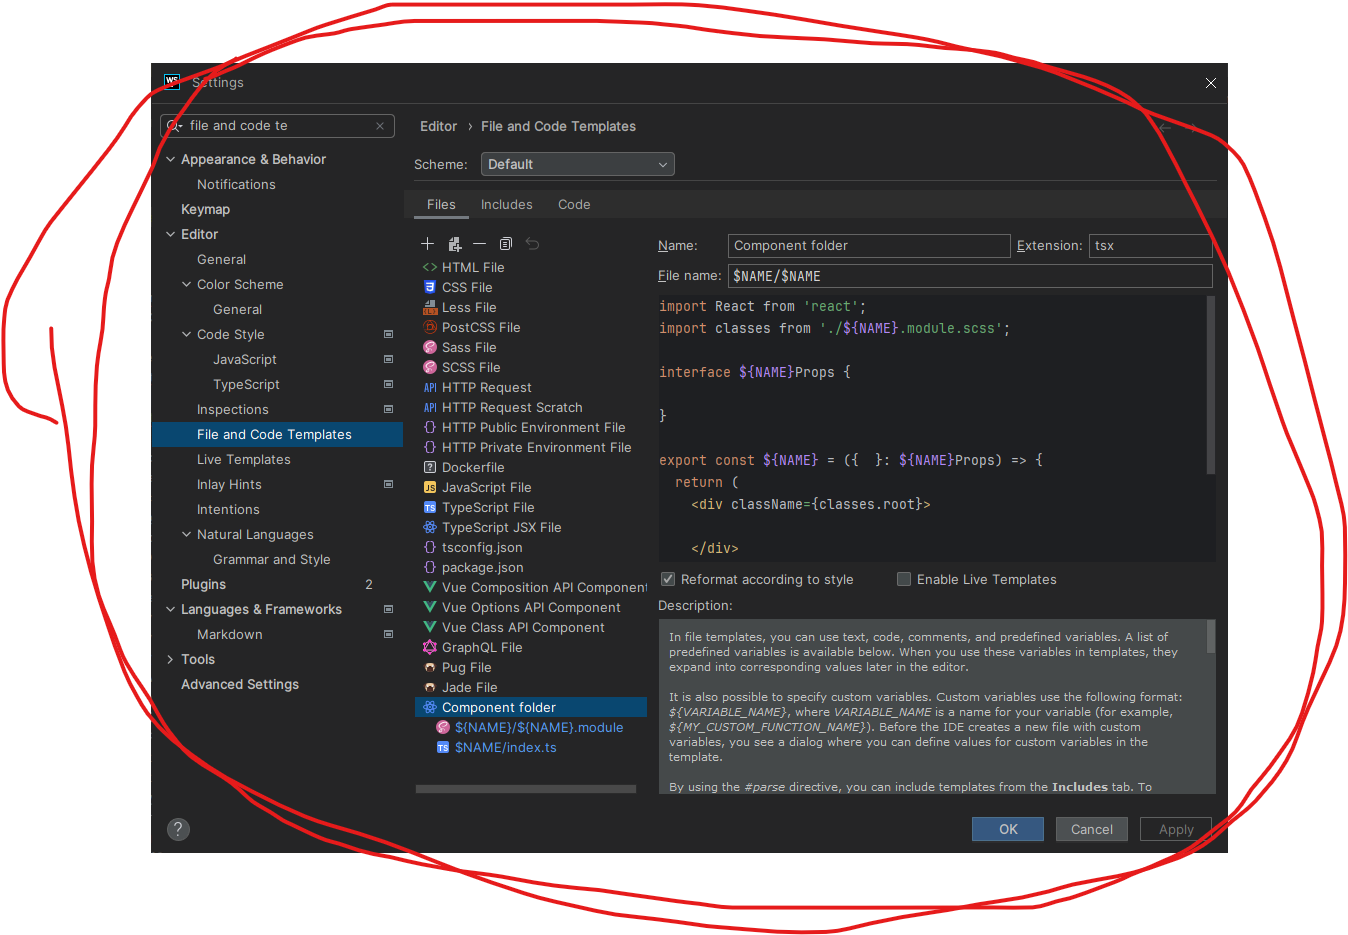 WS Settings
file and code te
Appearance & Behavior
Notifications
Keymap
Editor
General
Color Scheme
General
Code Style
JavaScript
TypeScript
Inspections
File and Code Templates
Live Templates
Inlay Hints
Intentions
Natural Languages
Grammar and Style
Plugins 2
Languages & Frameworks
Markdown
Tools
Advanced Settings
?
Editor › File and Code Templates
Scheme: Default
Files Includes Code
HTML File
CSS File
Less File
PostCSS File
Sass File
SCSS File
API HTTP Request
API HTTP Request Scratch
HTTP Public Environment File
HTTP Private Environment File
Dockerfile
JS JavaScript File
TS TypeScript File
TypeScript JSX File
tsconfig.json
package.json
Vue Composition API Component
Vue Options API Component
Vue Class API Component
GraphQL File
Pug File
Jade File
Component folder
${NAME}/${NAME}.module
TS $NAME/index.ts
Name: Component folder Extension: tsx
File name: $NAME/$NAME
import React from 'react';
import classes from './${NAME}.module.scss';
interface ${NAME}Props {
}
export const ${NAME} = ({  }: ${NAME}Props) => {
return (
<div className={classes.root}>
</div>
Reformat according to style Enable Live Templates
Description:
In file templates, you can use text, code, comments, and predefined variables. A list of
predefined variables is available below. When you use these variables in templates, they
expand into corresponding values later in the editor.
It is also possible to specify custom variables. Custom variables use the following format:
${VARIABLE_NAME}, where VARIABLE_NAME is a name for your variable (for example,
${MY_CUSTOM_FUNCTION_NAME}). Before the IDE creates a new file with custom
variables, you see a dialog where you can define values for custom variables in the
template.
By using the #parse directive, you can include templates from the Includes tab. To
OK Cancel Apply